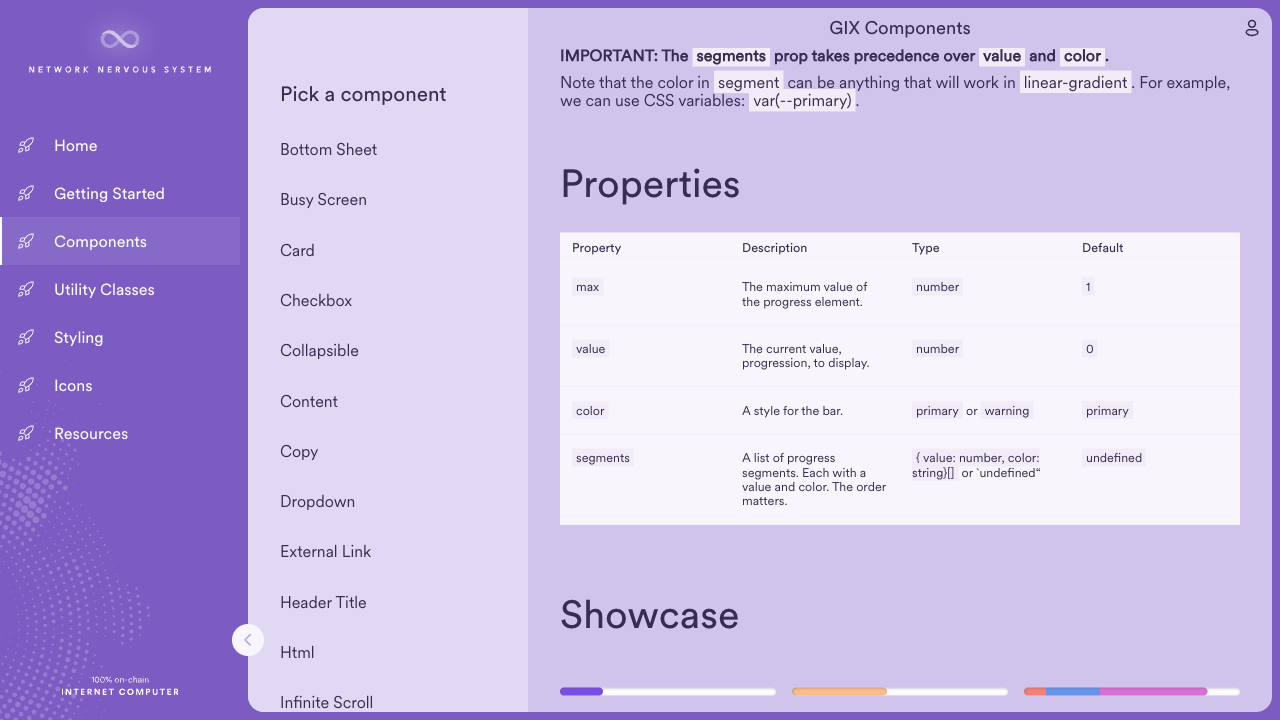 NETWORK NERVOUS SYSTEM
Home
Getting Started
Components
Utility Classes
Styling
Icons
Resources
100% on-chain
INTERNET COMPUTER
Pick a component
Bottom Sheet
Busy Screen
Card
Checkbox
Collapsible
Content
Copy
Dropdown
External Link
Header Title
Html
Infinite Scroll
GIX Components
IMPORTANT: The segments prop takes precedence over value and color.
Note that the color in segment can be anything that will work in linear-gradient. For example,
we can use CSS variables: var(--primary).
Properties
Property Description Type Default
max The maximum value of number 1
the progress element.
value The current value, number 0
progression, to display.
color A style for the bar. primary or warning primary
segments A list of progress { value: number, color: undefined
segments. Each with a string}[] or `undefined“
value and color. The order
matters.
Showcase